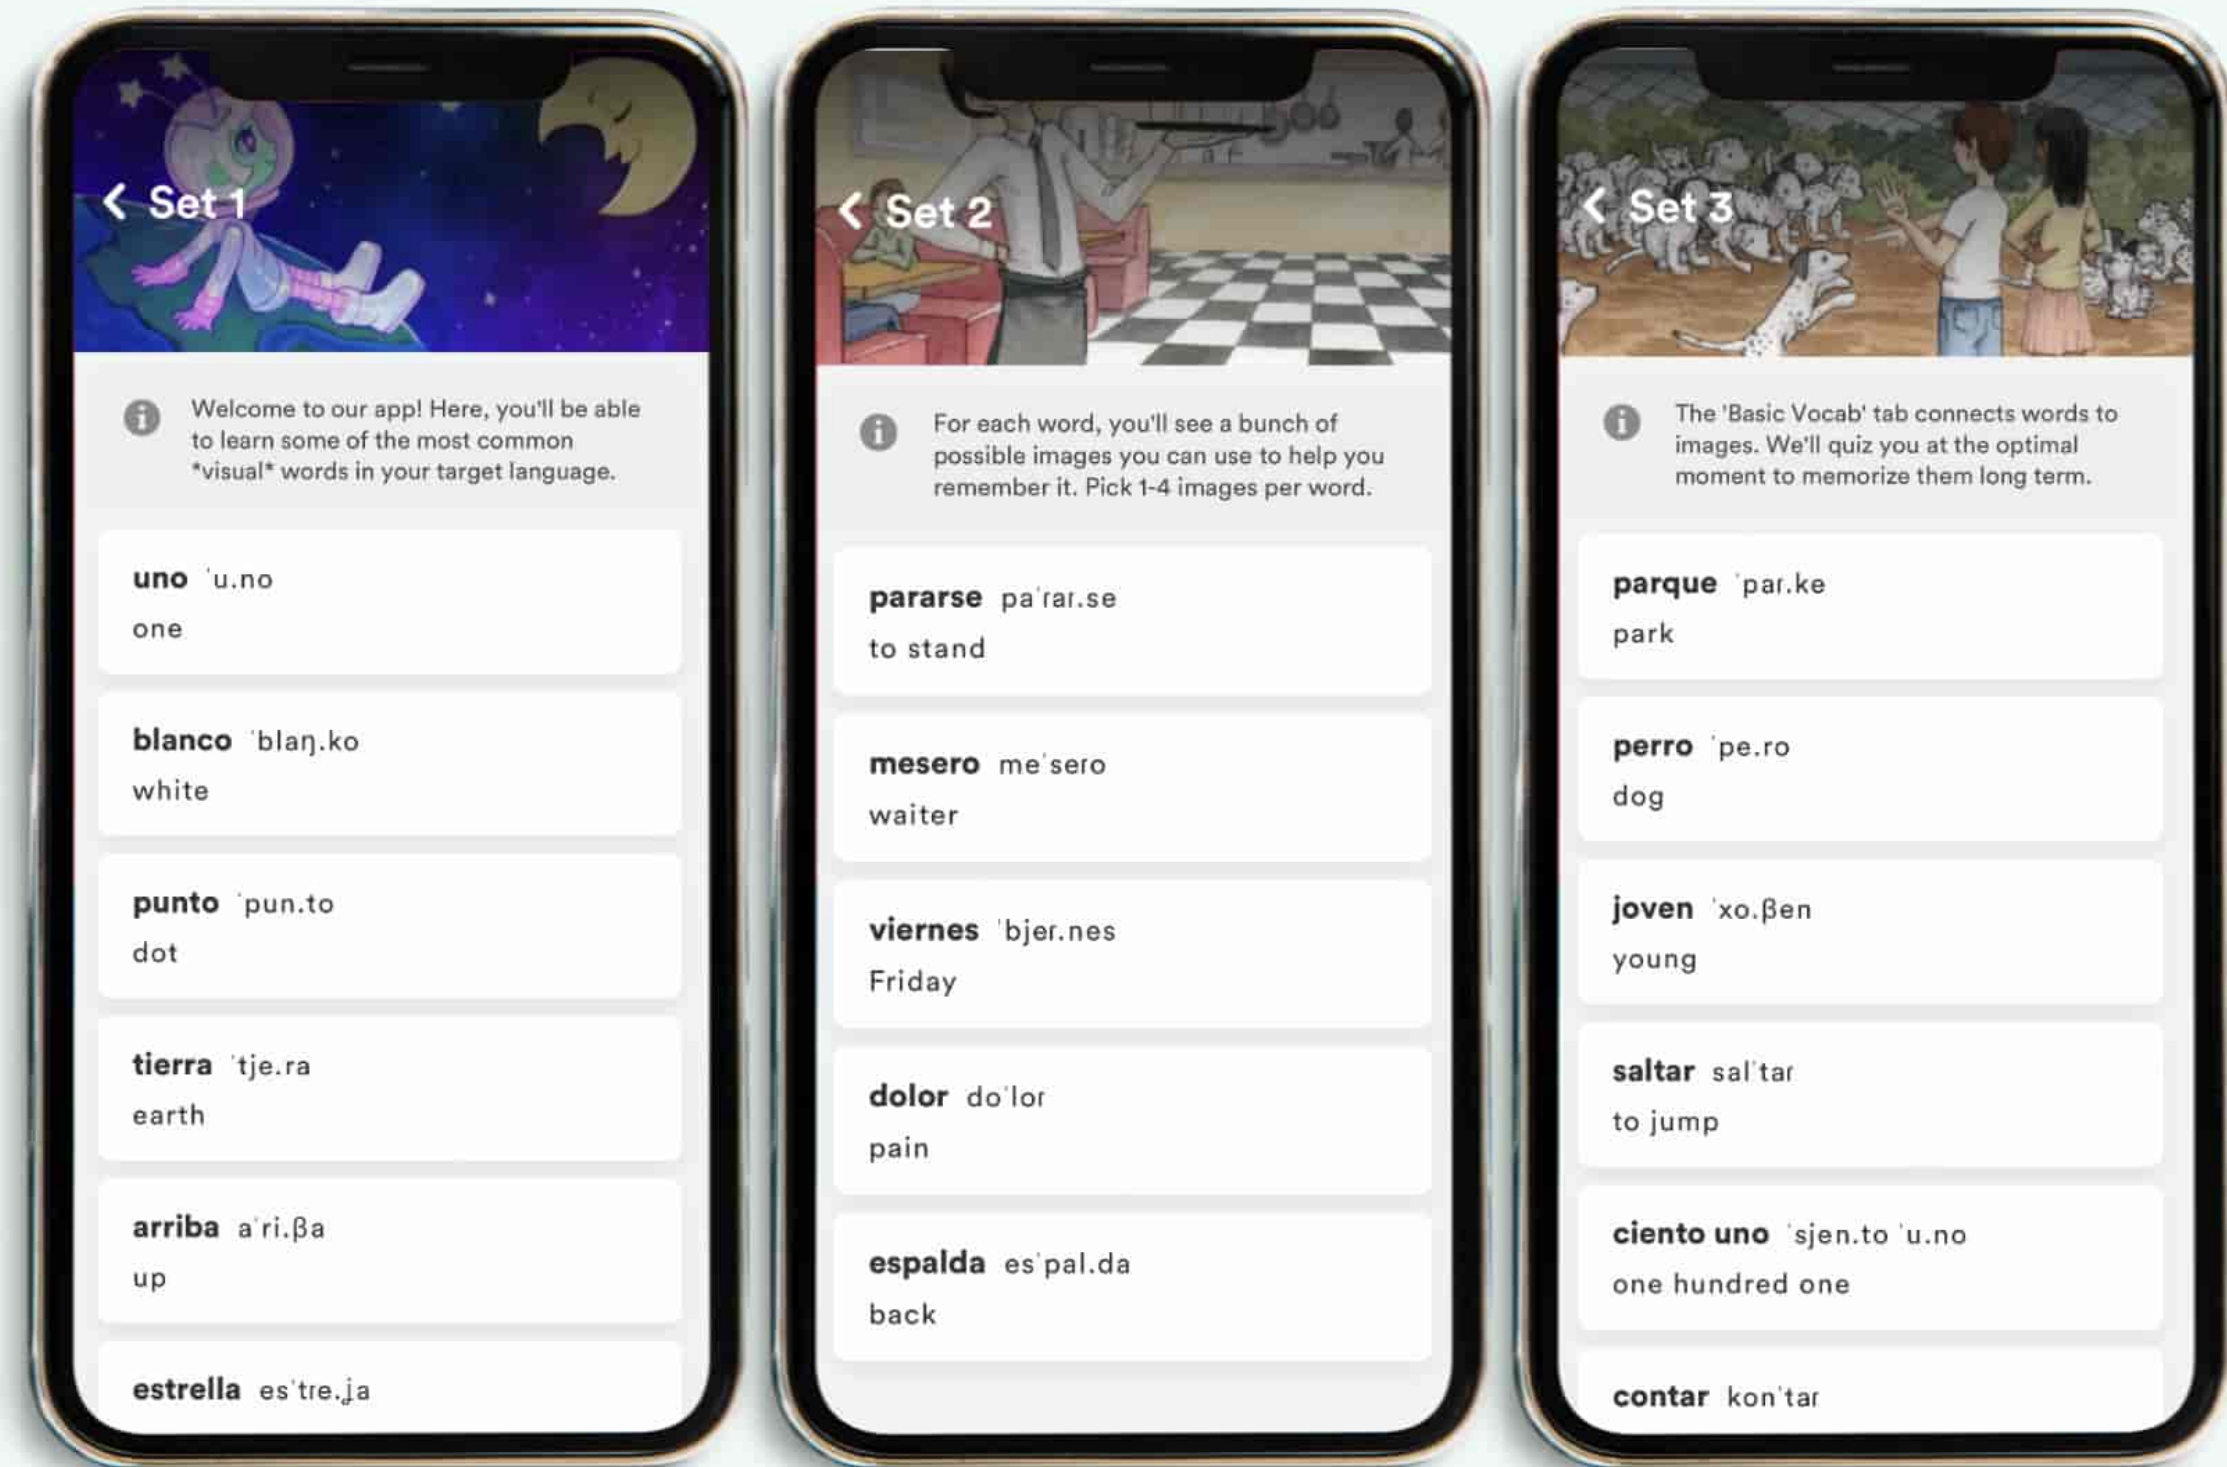 Set 1
Welcome to our app! Here, you'll be able
to learn some of the most common
*visual* words in your target language.
uno ˈu.no
one
blanco ˈblaŋ.ko
white
punto ˈpun.to
dot
tierra ˈtje.ra
earth
arriba aˈri.βa
up
estrella esˈtre.ʝa
Set 2
For each word, you'll see a bunch of
possible images you can use to help you
remember it. Pick 1-4 images per word.
pararse paˈɾaɾ.se
to stand
mesero meˈseɾo
waiter
viernes ˈbjeɾ.nes
Friday
dolor doˈloɾ
pain
espalda esˈpal.da
back
Set 3
The 'Basic Vocab' tab connects words to
images. We'll quiz you at the optimal
moment to memorize them long term.
parque ˈpaɾ.ke
park
perro ˈpe.ro
dog
joven ˈxo.βen
young
saltar salˈtaɾ
to jump
ciento uno ˈsjen.to ˈu.no
one hundred one
contar konˈtaɾ